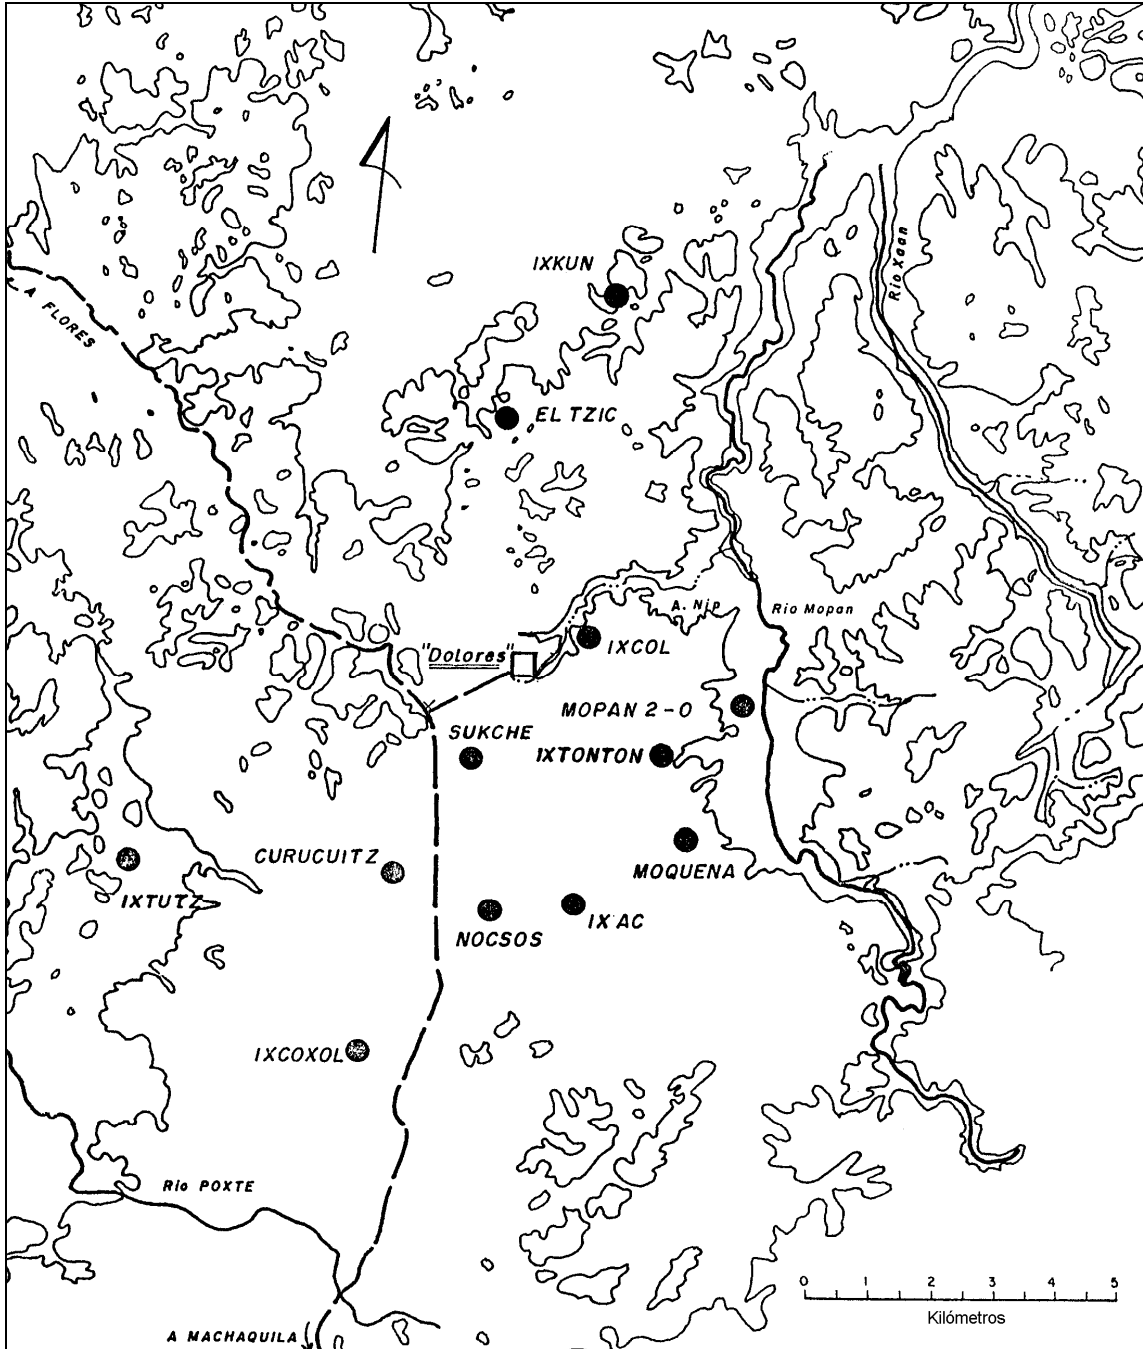 IXKUN
Rio Xaan
A FLORES
EL TZIC
A. Nip
Rio Mopan
"Dolores"
IXCOL
MOPAN 2-0
SUKCHE
IXTONTON
CURUCUITZ
MOQUENA
IXTUTZ
IX'AC
NOCSOS
IXCOXOL
Rio POXTE
0 1 2 3 4 5
Kilómetros
A MACHAQUILA